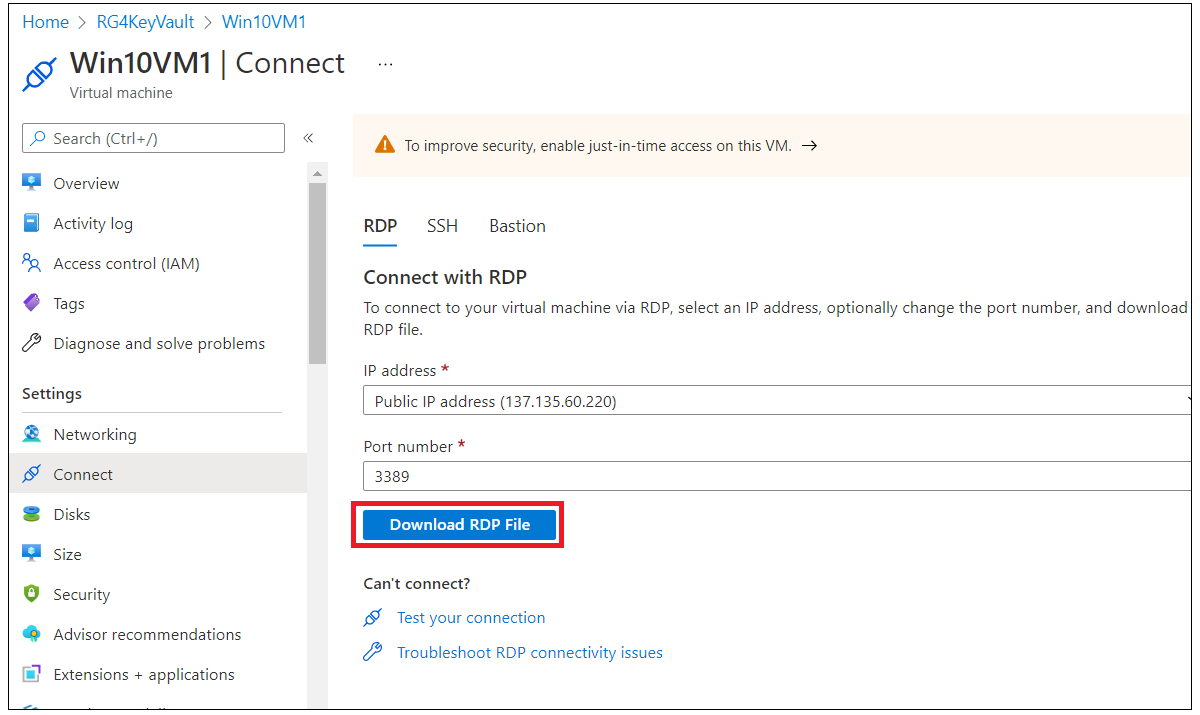 Home > RG4KeyVault > Win10VM1
Win10VM1 | Connect ...
Virtual machine
Search (Ctrl+/) «
Overview
Activity log
Access control (IAM)
Tags
Diagnose and solve problems
Settings
Networking
Connect
Disks
Size
Security
Advisor recommendations
Extensions + applications
To improve security, enable just-in-time access on this VM. →
RDP SSH Bastion
Connect with RDP
To connect to your virtual machine via RDP, select an IP address, optionally change the port number, and download
RDP file.
IP address *
Public IP address (137.135.60.220)
Port number *
3389
Download RDP File
Can't connect?
Test your connection
Troubleshoot RDP connectivity issues